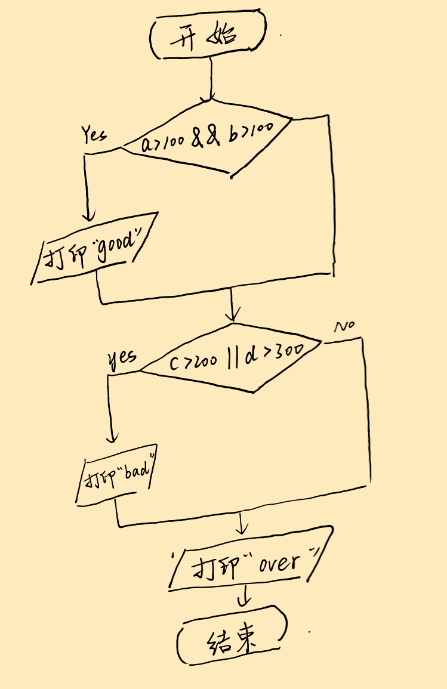 开始
Yes
a>100 && b>100
打印"good"
No
yes
c>200 || d>300
打印"bad"
打印"over"
结束